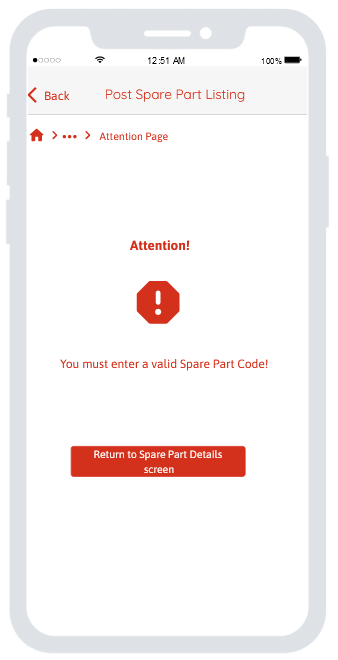 12:51 AM
100%
Back
Post Spare Part Listing
Attention Page
Attention!
You must enter a valid Spare Part Code!
Return to Spare Part Details
screen